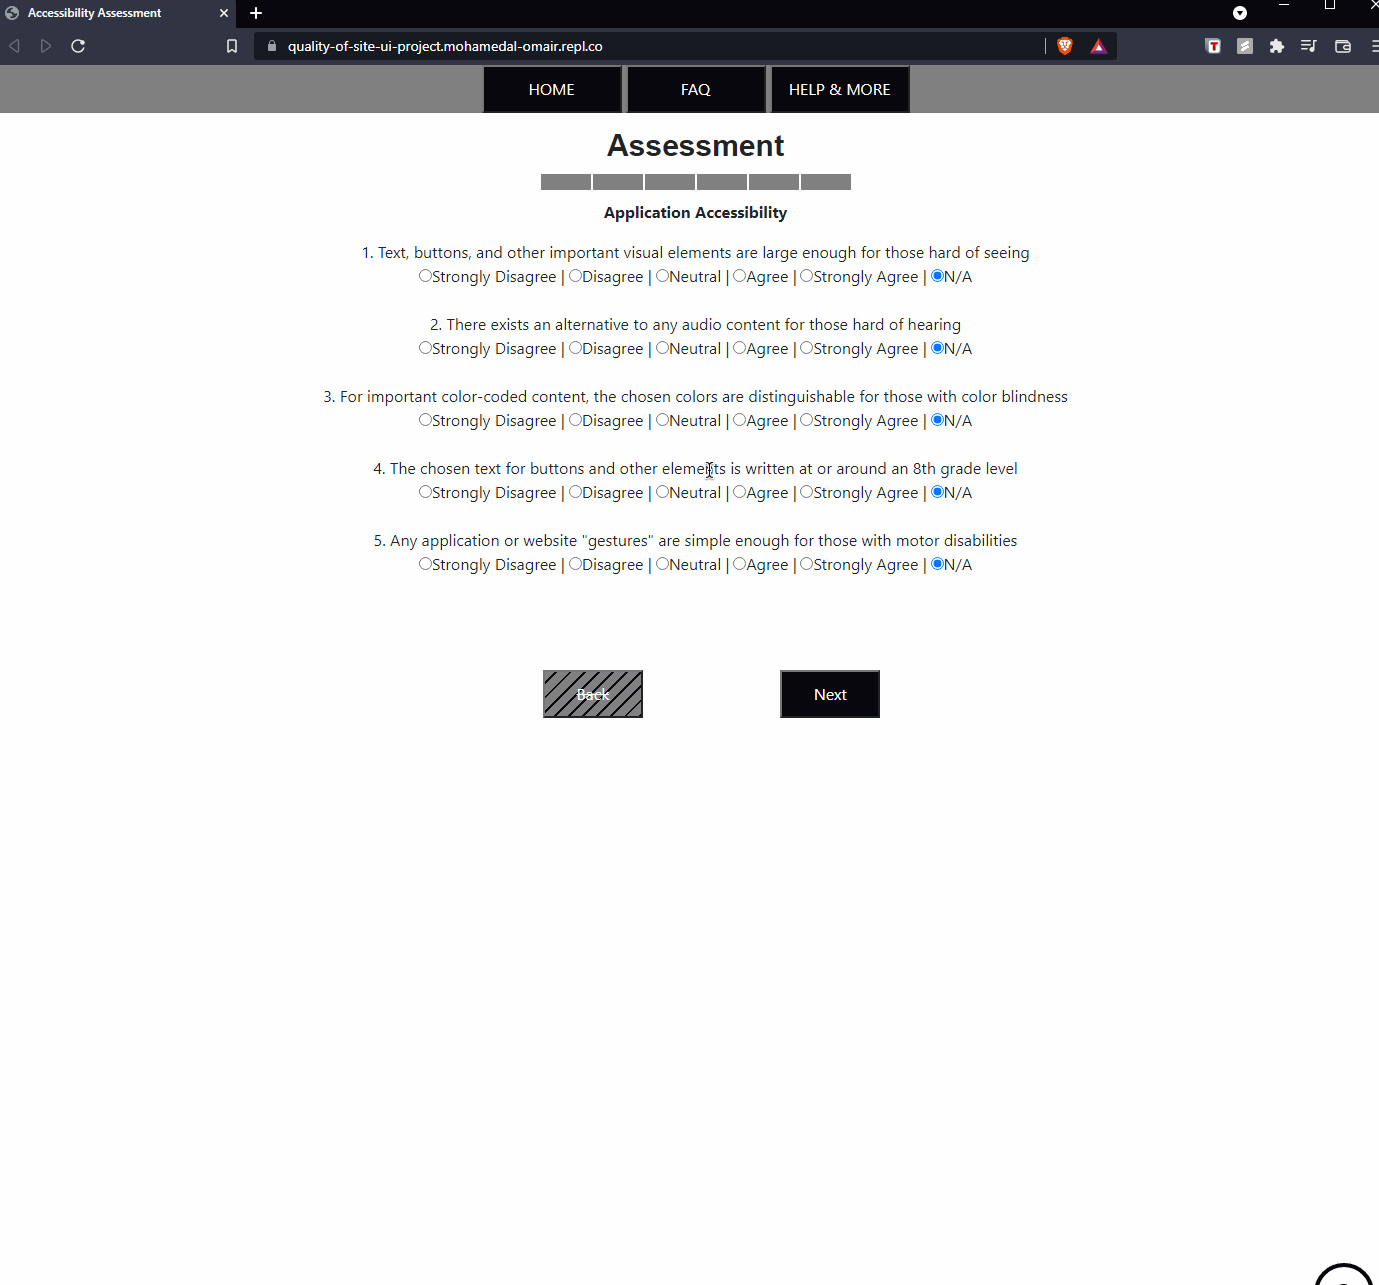 Accessibility Assessment
quality-of-site-ui-project.mohamedal-omair.repl.co
HOME FAQ HELP & MORE
Assessment
Application Accessibility
1. Text, buttons, and other important visual elements are large enough for those hard of seeing
Strongly Disagree | Disagree | Neutral | Agree | Strongly Agree | N/A
2. There exists an alternative to any audio content for those hard of hearing
Strongly Disagree | Disagree | Neutral | Agree | Strongly Agree | N/A
3. For important color-coded content, the chosen colors are distinguishable for those with color blindness
Strongly Disagree | Disagree | Neutral | Agree | Strongly Agree | N/A
4. The chosen text for buttons and other elements is written at or around an 8th grade level
Strongly Disagree | Disagree | Neutral | Agree | Strongly Agree | N/A
5. Any application or website "gestures" are simple enough for those with motor disabilities
Strongly Disagree | Disagree | Neutral | Agree | Strongly Agree | N/A
Back Next